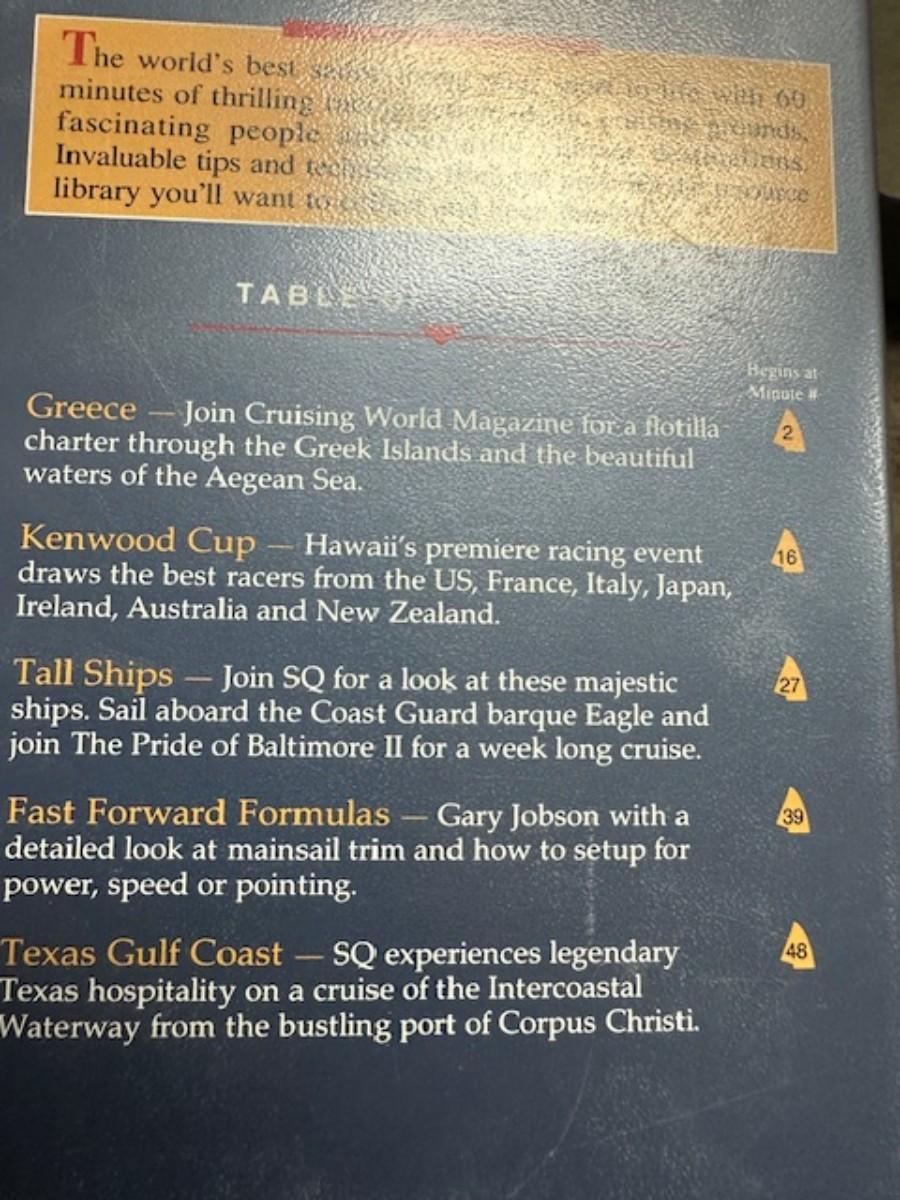 The world's best with 60
minutes of thrilling grounds,
fascinating people
Invaluable tips and
library you'll want to
TABLE
Begins at
Minute #
Greece — Join Cruising World Magazine for a flotilla
charter through the Greek Islands and the beautiful
waters of the Aegean Sea.
2
Kenwood Cup — Hawaii's premiere racing event
draws the best racers from the US, France, Italy, Japan,
Ireland, Australia and New Zealand.
16
Tall Ships — Join SQ for a look at these majestic
ships. Sail aboard the Coast Guard barque Eagle and
join The Pride of Baltimore II for a week long cruise.
27
Fast Forward Formulas — Gary Jobson with a
detailed look at mainsail trim and how to setup for
power, speed or pointing.
39
Texas Gulf Coast — SQ experiences legendary
Texas hospitality on a cruise of the Intercoastal
Waterway from the bustling port of Corpus Christi.
48